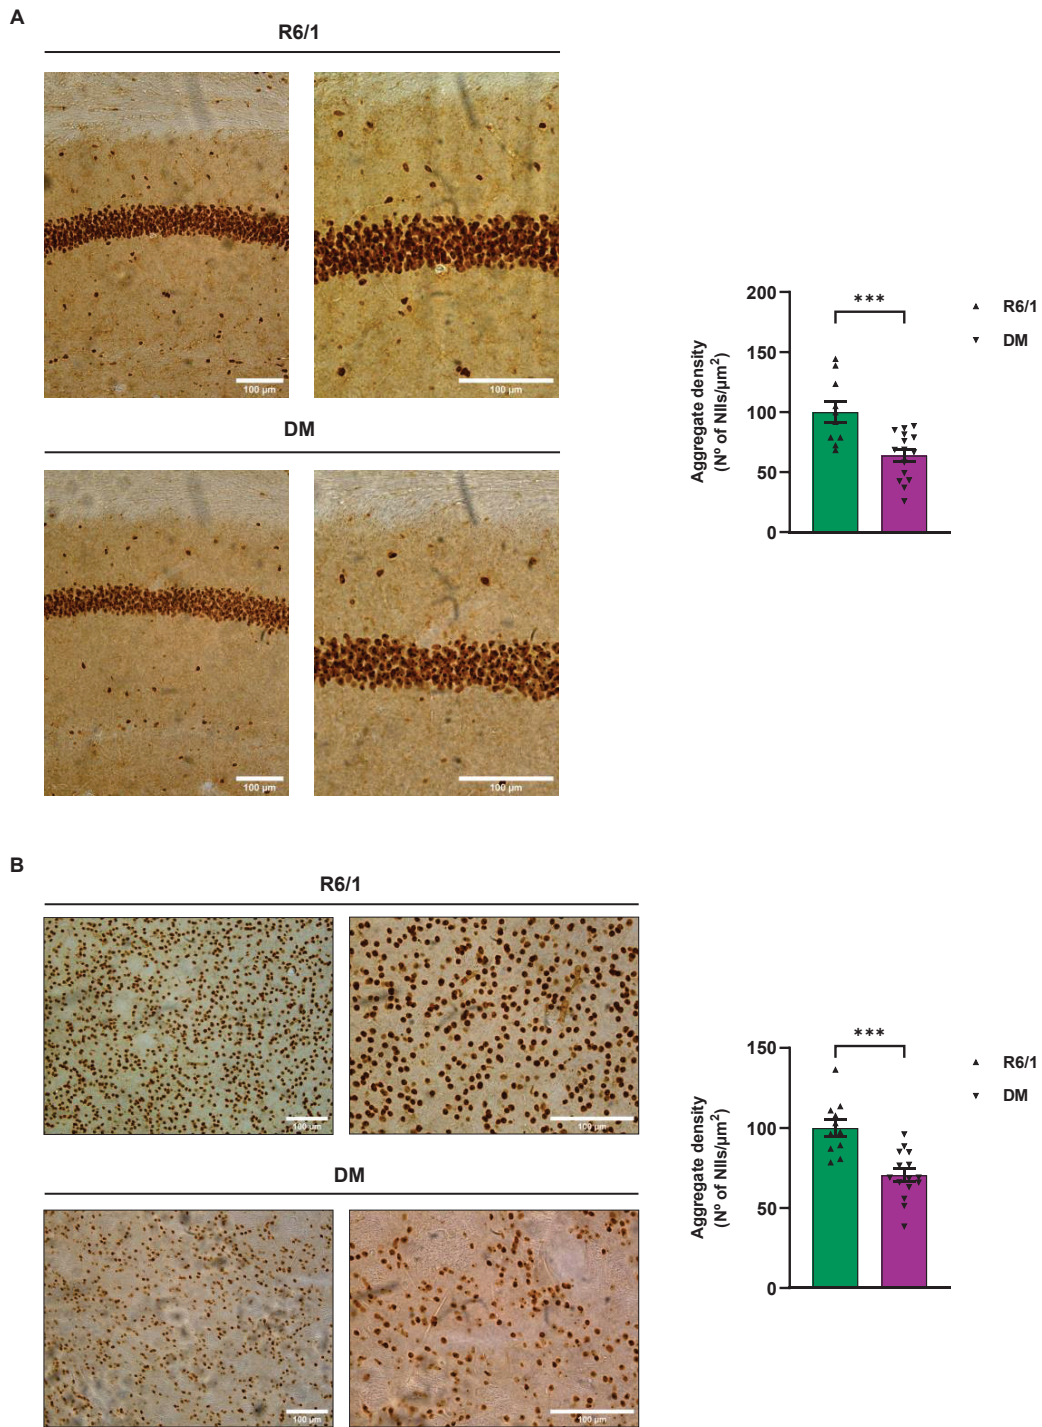 A
R6/1
100 µm
100 µm
DM
100 µm
100 µm
200
150
100
50
0
Aggregate density
(Nº of NIIs/µm²)
***
R6/1
DM
B
R6/1
100 µm
100 µm
DM
100 µm
100 µm
150
100
50
0
Aggregate density
(Nº of NIIs/µm²)
***
R6/1
DM